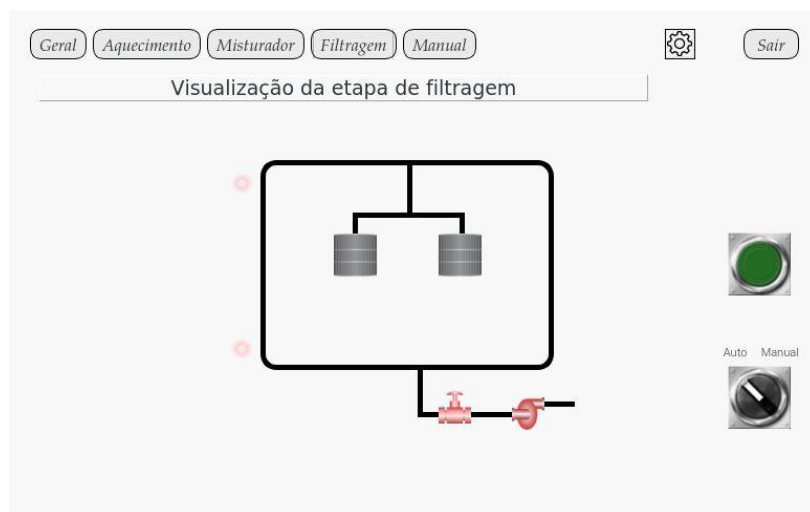 Geral Aquecimento Misturador Filtragem Manual Sair
Visualização da etapa de filtragem
Auto Manual